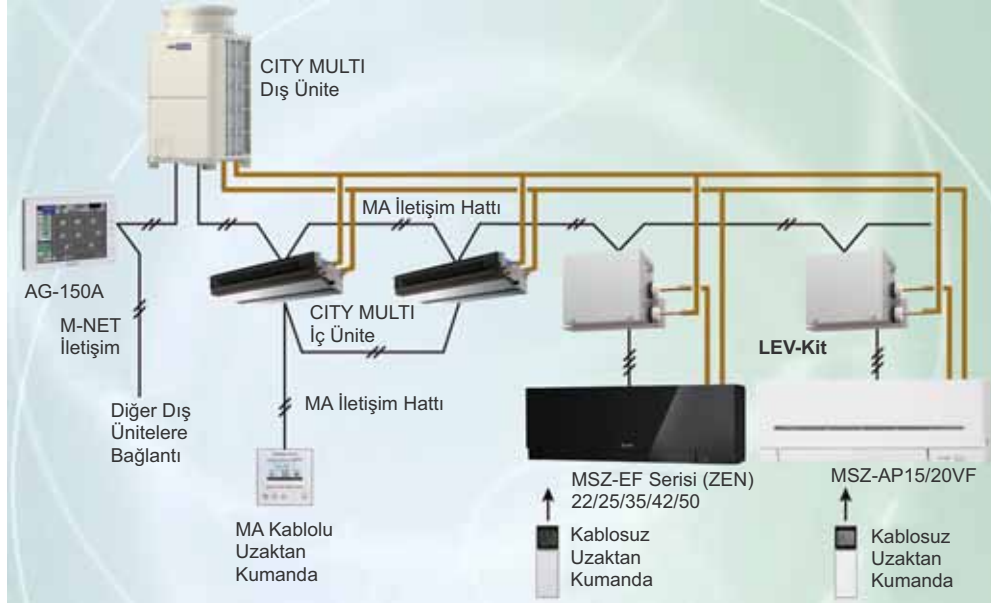 CITY MULTI
Dış Ünite
MA İletişim Hattı
AG-150A
M-NET
İletişim
CITY MULTI
İç Ünite
LEV-Kit
MA İletişim Hattı
Diğer Dış
Ünitelere
Bağlantı
MSZ-EF Serisi (ZEN)
22/25/35/42/50
MSZ-AP15/20VF
MA Kablolu
Uzaktan
Kumanda
Kablosuz
Uzaktan
Kumanda
Kablosuz
Uzaktan
Kumanda